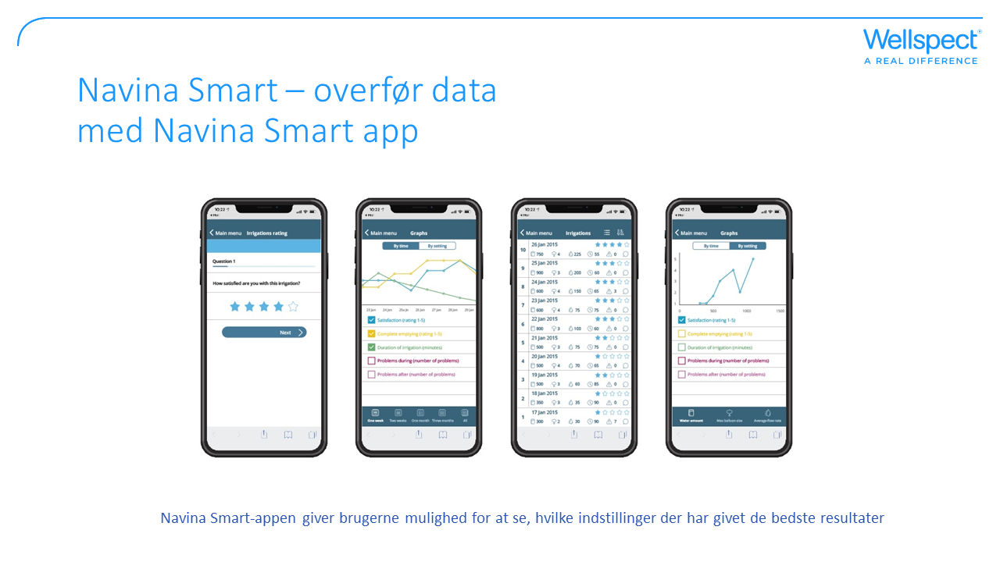 Wellspect®
A REAL DIFFERENCE
Navina Smart – overfør data
med Navina Smart app
10:22
Main menu Irrigations rating
Question 1
How satisfied are you with this irrigation?
Next
10:22
Main menu Graphs
By time By setting
23 Jan 24 Jan 25a Jn 26 Jan 27 Jan 28 Jan 29 Jan
Satisfaction (rating 1-5)
Complete emptying (rating 1-5)
Duration of irrigation (minutes)
Problems during (number of problems)
Problems after (number of problems)
One week Two weeks One month Three months All
10:22
Main menu Irrigations
10 26 Jan 2015
750 4 225 55 0
9 25 Jan 2015
900 3 200 60 0
8 24 Jan 2015
600 4 150 65 3
7 23 Jan 2015
600 4 75 75 0
6 22 Jan 2015
800 3 100 60 0
5 21 Jan 2015
500 3 75 75 0
4 20 Jan 2015
500 4 70 65 0
3 19 Jan 2015
500 3 60 85 0
2 18 Jan 2015
350 3 35 90 0
1 17 Jan 2015
300 2 30 90 7
10:22
Main menu Graphs
By time By setting
5
4
3
2
1
0 500 1000 1500
Satisfaction (rating 1-5)
Complete emptying (rating 1-5)
Duration of irrigation (minutes)
Problems during (number of problems)
Problems after (number of problems)
Water amount Max balloon size Average flow rate
Navina Smart-appen giver brugerne mulighed for at se, hvilke indstillinger der har givet de bedste resultater